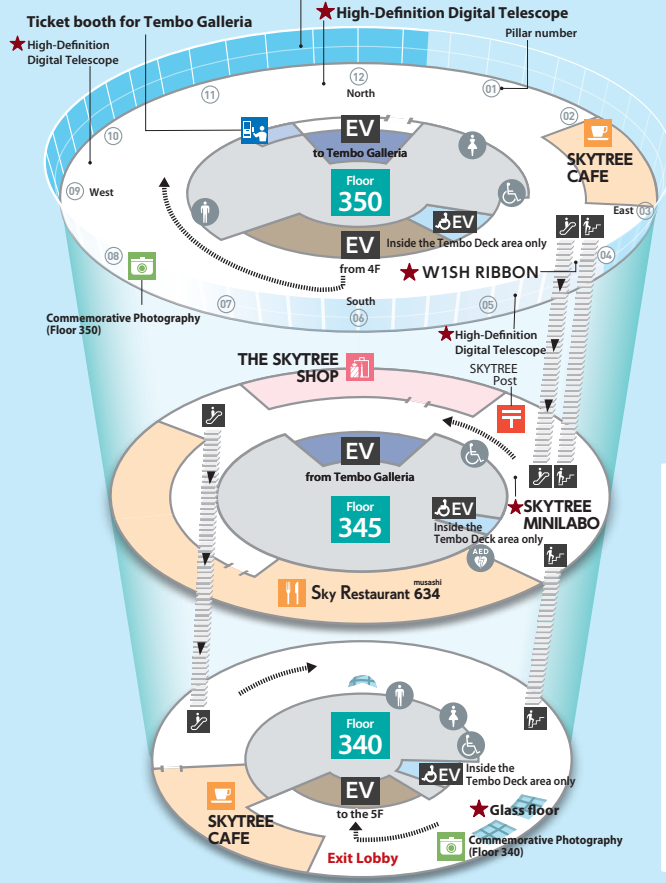 Ticket booth for Tembo Galleria
★High-Definition Digital Telescope
★High-Definition
Digital Telescope
Pillar number
12
North
11
01
10
02
EV
to Tembo Galleria
SKYTREE
CAFE
09 West
Floor
350
East 03
EV
Inside the Tembo Deck area only
08
04
EV
from 4F
★W1SH RIBBON
Commemorative Photography
(Floor 350)
07
South
06
05
★High-Definition
Digital Telescope
THE SKYTREE
SHOP
SKYTREE
Post
EV
from Tembo Galleria
Floor
345
EV
Inside the
Tembo Deck area only
★SKYTREE
MINILABO
AED
Sky Restaurant 634
musashi
Floor
340
EV
Inside the
Tembo Deck area only
EV
to the 5F
SKYTREE
CAFE
★Glass floor
Exit Lobby
Commemorative Photography
(Floor 340)